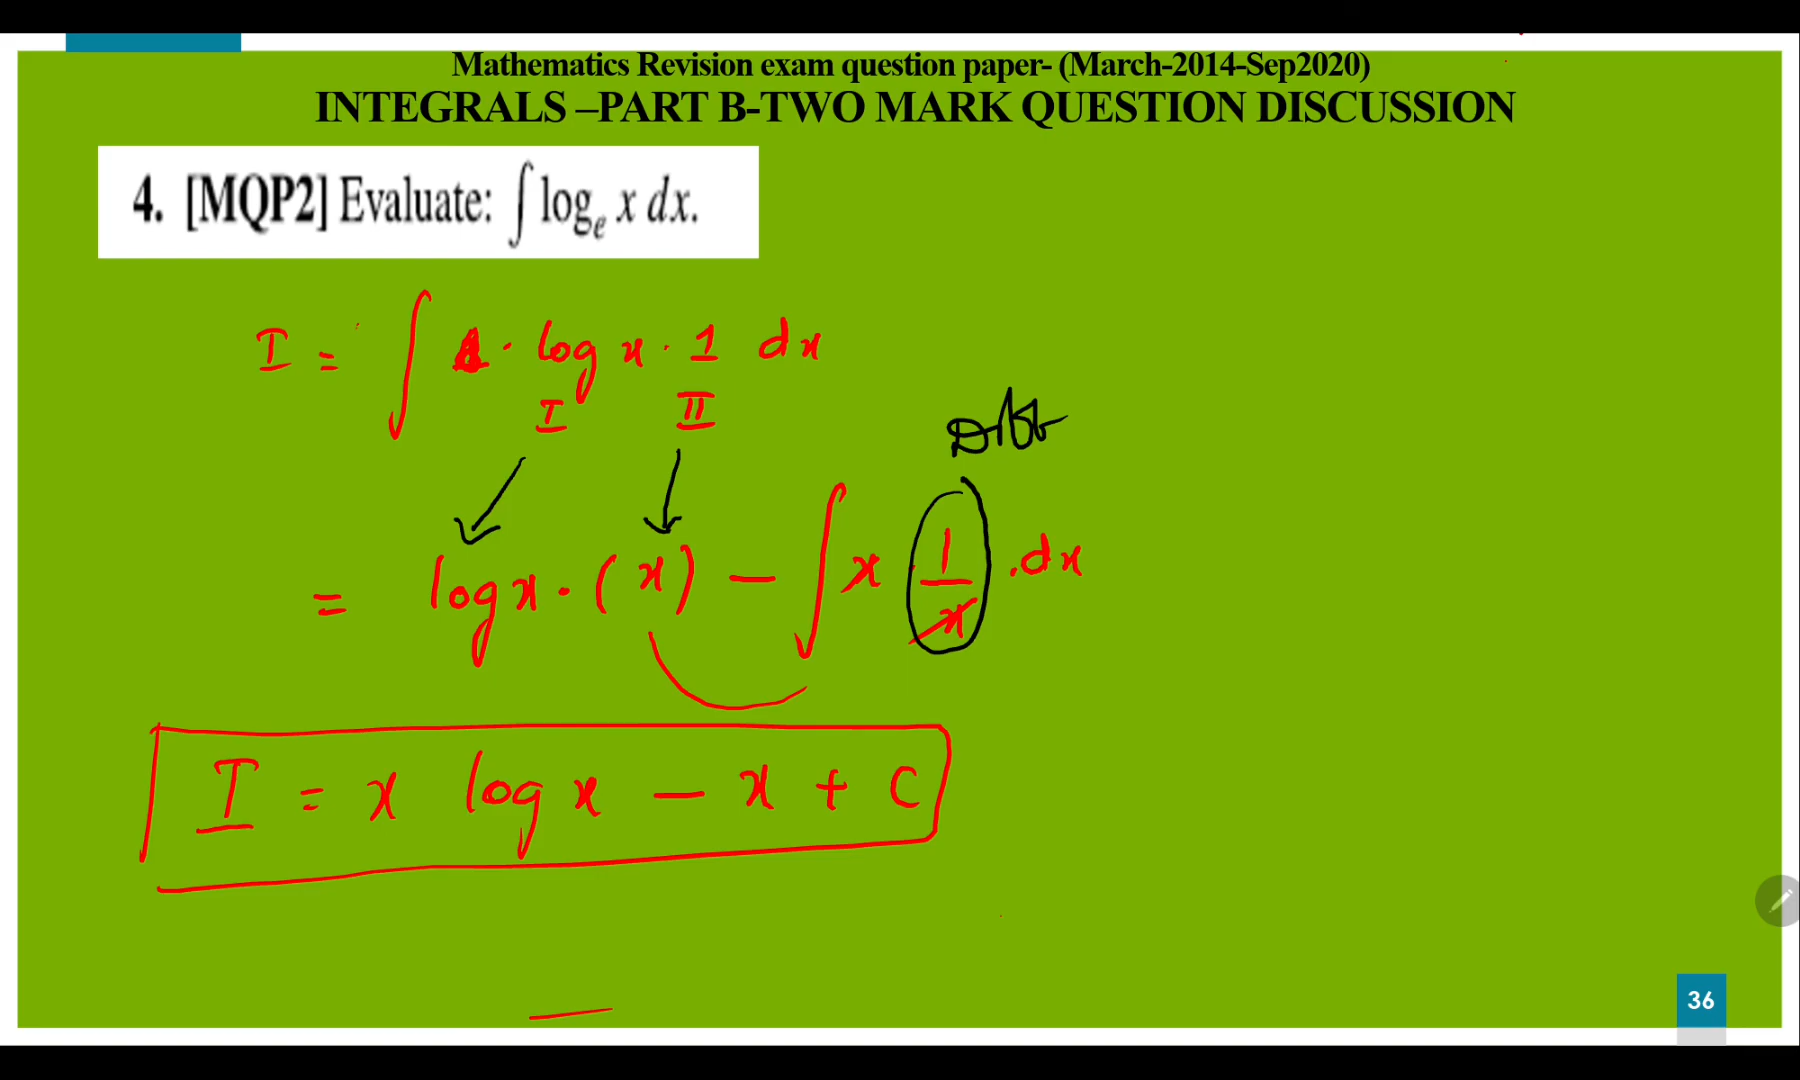 Mathematics Revision exam question paper- (March-2014-Sep2020)
INTEGRALS –PART B-TWO MARK QUESTION DISCUSSION
4. [MQP2] Evaluate: ∫ logₑ x dx.
I = ∫ · log x · 1 dx
I II
Diff
= log x · (x) – ∫ x · 1/x . dx
I = x log x – x + C
36